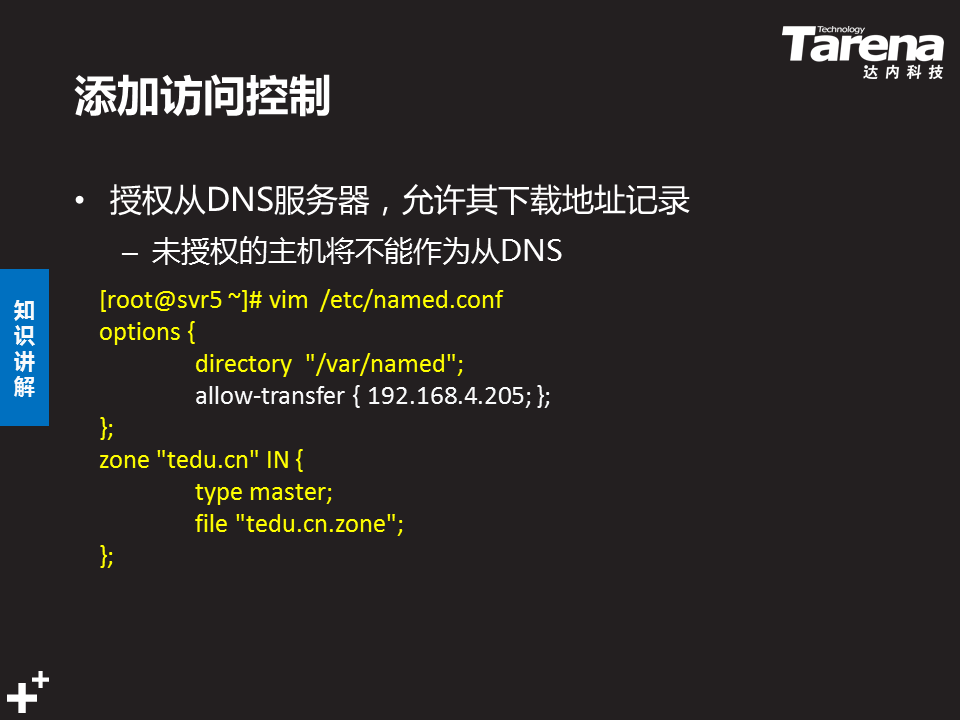 Technology
Tarena
达内科技
添加访问控制
• 授权从DNS服务器，允许其下载地址记录
– 未授权的主机将不能作为从DNS
知识讲解
[root@svr5 ~]# vim /etc/named.conf
options {
directory "/var/named";
allow-transfer { 192.168.4.205; };
};
zone "tedu.cn" IN {
type master;
file "tedu.cn.zone";
};